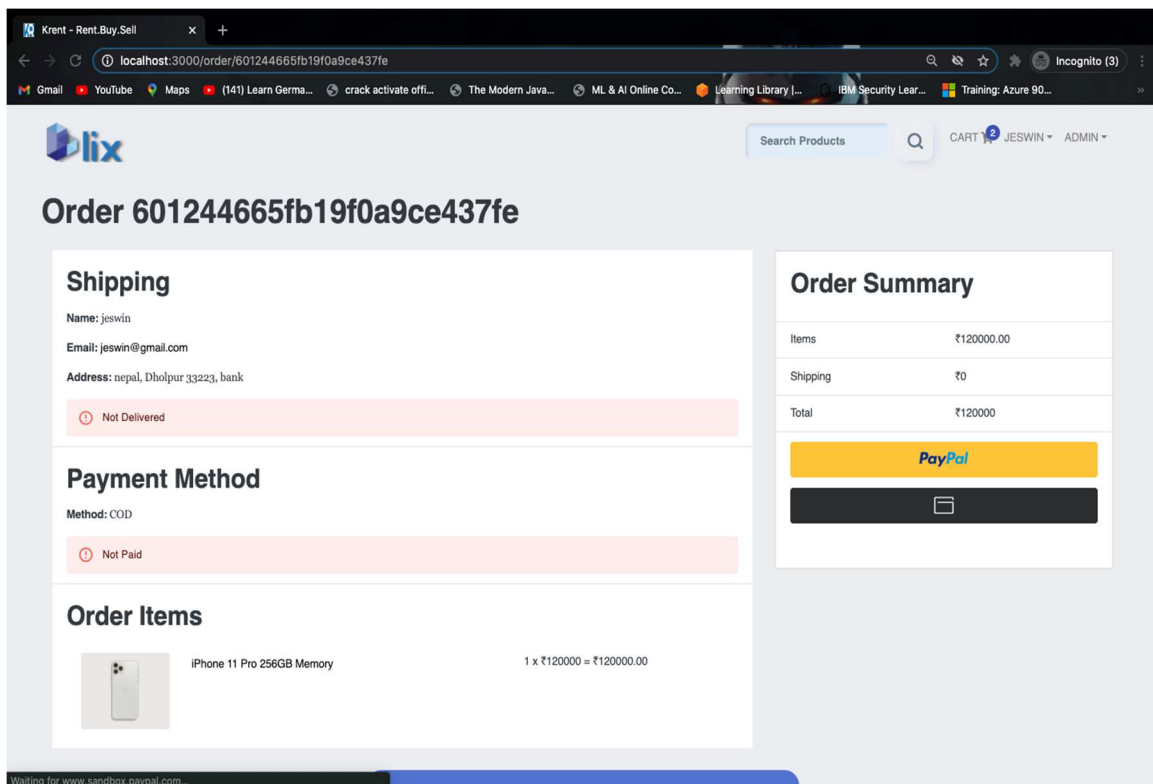 Krent - Rent.Buy.Sell
localhost:3000/order/601244665fb19f0a9ce437fe
Incognito (3)
Gmail YouTube Maps (141) Learn Germa... crack activate offi... The Modern Java... ML & AI Online Co... Learning Library |... IBM Security Lear... Training: Azure 90...
blix
Search Products
CART 2 JESWIN ADMIN
Order 601244665fb19f0a9ce437fe
Shipping
Name: jeswin
Email: jeswin@gmail.com
Address: nepal, Dholpur 33223, bank
Not Delivered
Payment Method
Method: COD
Not Paid
Order Items
iPhone 11 Pro 256GB Memory 1 x ₹120000 = ₹120000.00
Order Summary
Items ₹120000.00
Shipping ₹0
Total ₹120000
PayPal
Waiting for www.sandbox.paypal.com...